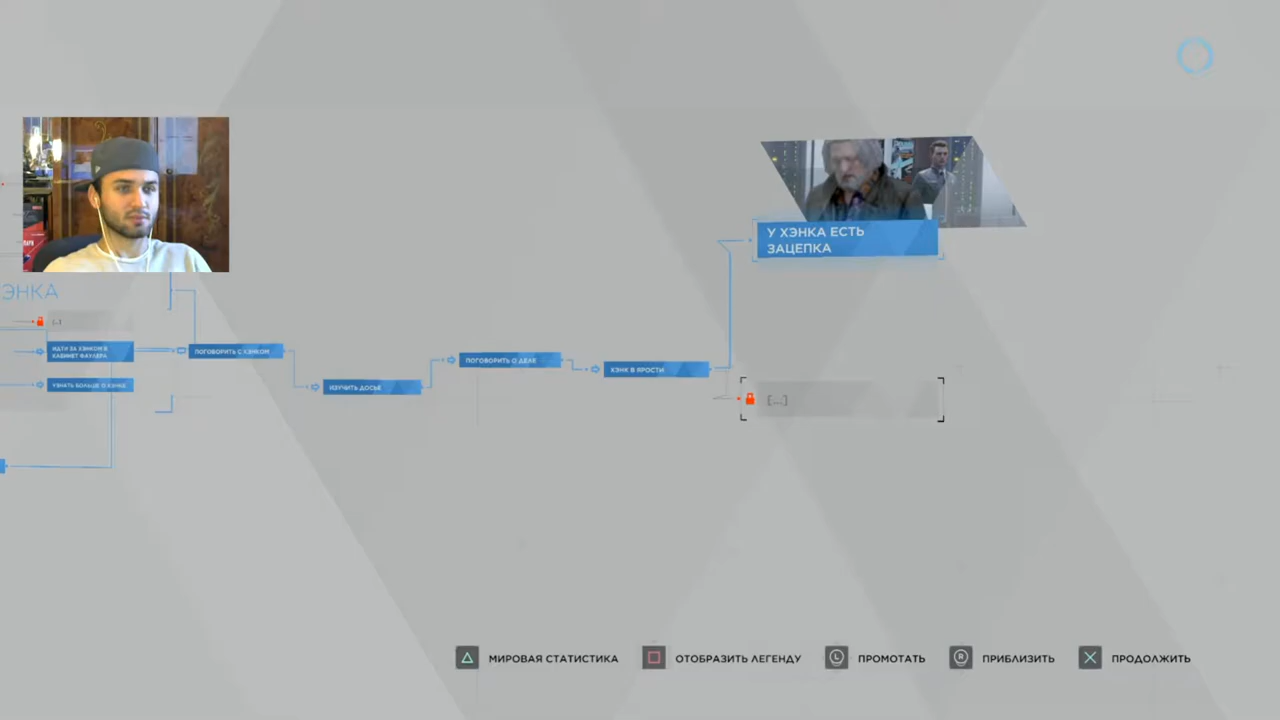 У ХЭНКА ЕСТЬ
ЗАЦЕПКА
ЭНКА
[...]
ИДТИ ЗА ХЭНКОМ В
КАБИНЕТ ФАУЛЕРА
ПОГОВОРИТЬ С ХЭНКОМ
ПОГОВОРИТЬ О ДЕЛЕ
ХЭНК В ЯРОСТИ
УЗНАТЬ БОЛЬШЕ О ХЭНКЕ
ИЗУЧИТЬ ДОСЬЕ
[...]
МИРОВАЯ СТАТИСТИКА
ОТОБРАЗИТЬ ЛЕГЕНДУ
L ПРОМОТАТЬ
R ПРИБЛИЗИТЬ
ПРОДОЛЖИТЬ